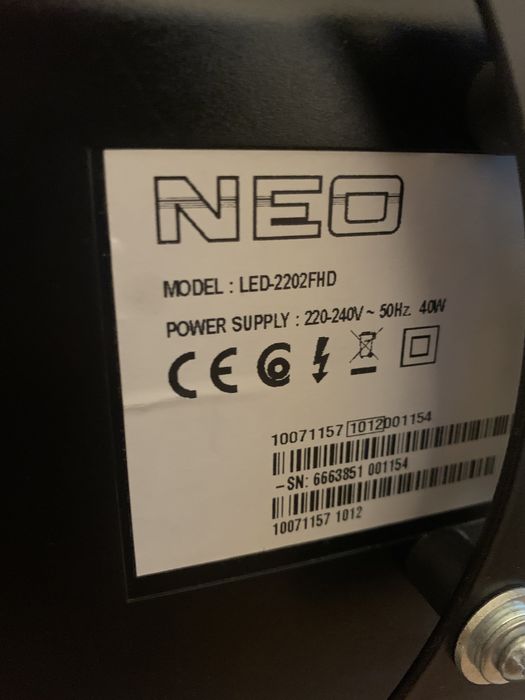 NEO
MODEL : LED-2202FHD
POWER SUPPLY : 220-240V ~ 50Hz. 40W
CE
10071157 1012 001154
-SN: 6663851 001154
10071157 1012